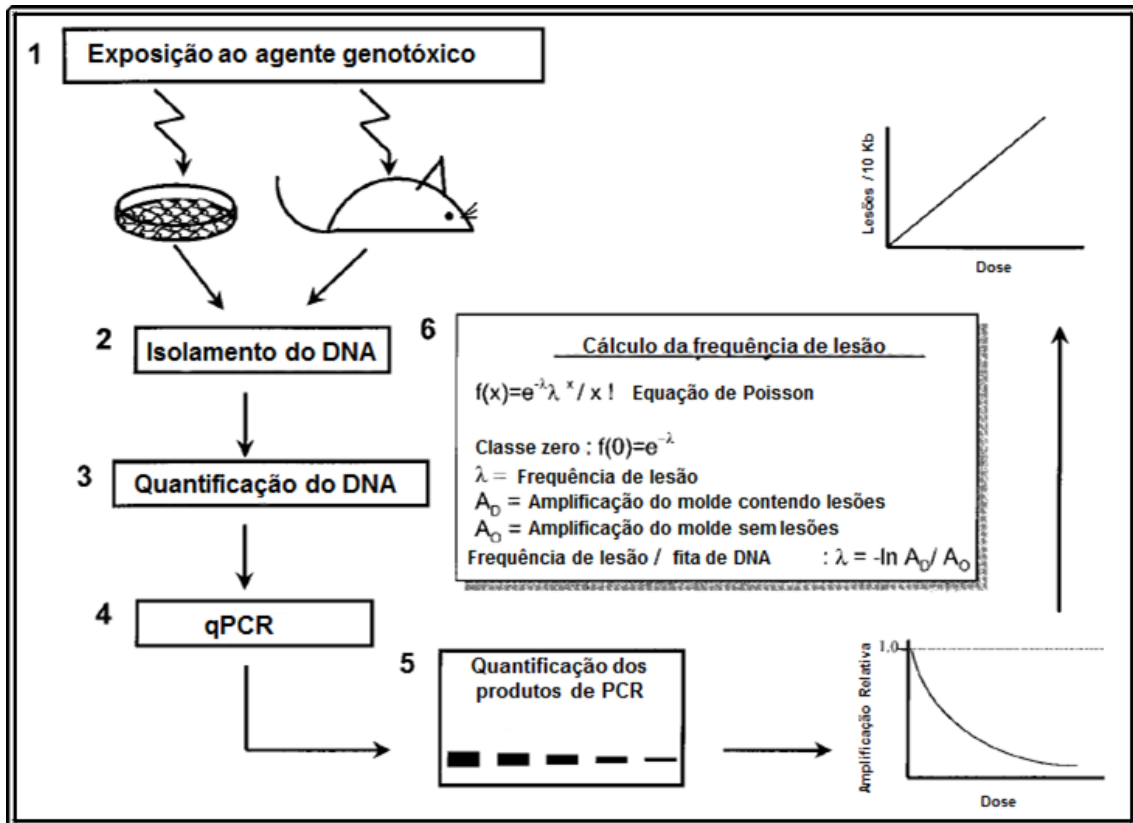 1 Exposição ao agente genotóxico
2 Isolamento do DNA
3 Quantificação do DNA
4 qPCR
5 Quantificação dos
produtos de PCR
6 Cálculo da frequência de lesão
f(x)=e^-λ λ^x / x ! Equação de Poisson
Classe zero : f(0)=e^-λ
λ = Frequência de lesão
A_D = Amplificação do molde contendo lesões
A_O = Amplificação do molde sem lesões
Frequência de lesão / fita de DNA : λ = -ln A_D/ A_O
1,0
Amplificação Relativa
Dose
Lesões /10 Kb
Dose